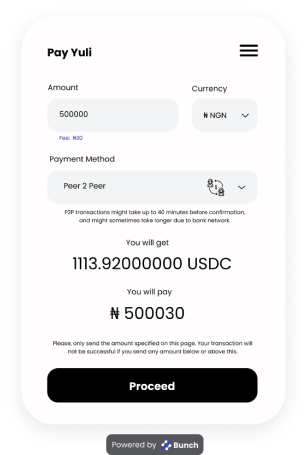 Pay Yuli
Amount
Currency
500000
₦ NGN
Fee: ₦30
Payment Method
Peer 2 Peer
P2P transactions might take up to 40 minutes before confirmation,
and might sometimes take longer due to bank network.
You will get
1113.92000000 USDC
You will pay
₦ 500030
Please, only send the amount specified on this page. Your transaction will
not be successful if you send any amount below or above this.
Proceed
Powered by Bunch